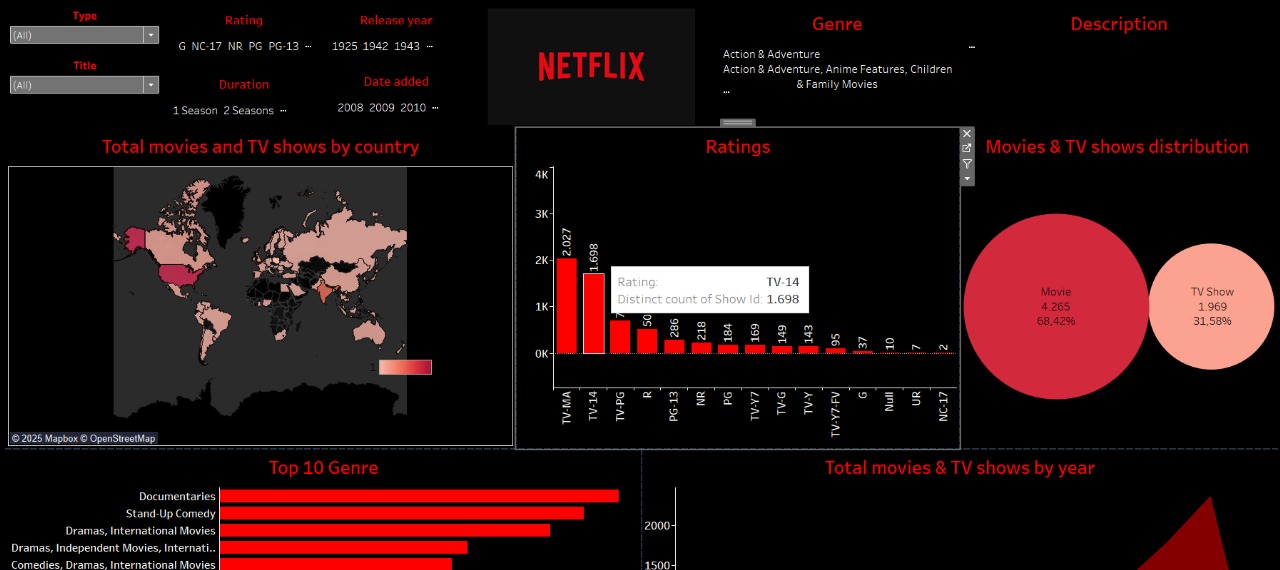 Type
(All)
Title
(All)
Rating
G NC-17 NR PG PG-13 ...
Duration
1 Season 2 Seasons ...
Release year
1925 1942 1943 ...
Date added
2008 2009 2010 ...
NETFLIX
Genre
Action & Adventure
Action & Adventure, Anime Features, Children
& Family Movies
...
...
Description
Total movies and TV shows by country
1
© 2025 Mapbox © OpenStreetMap
Ratings
4K
3K
2K
1K
0K
2.027
1.698
286
218
184
169
149
143
95
37
10
7
2
TV-MA
TV-14
TV-PG
R
PG-13
NR
PG
TV-Y7
TV-G
TV-Y
TV-Y7-FV
G
Null
UR
NC-17
Rating: TV-14
Distinct count of Show Id: 1.698
Movies & TV shows distribution
Movie
4.265
68,42%
TV Show
1.969
31,58%
Top 10 Genre
Documentaries
Stand-Up Comedy
Dramas, International Movies
Dramas, Independent Movies, Internati..
Comedies, Dramas, International Movies
Total movies & TV shows by year
2000
1500